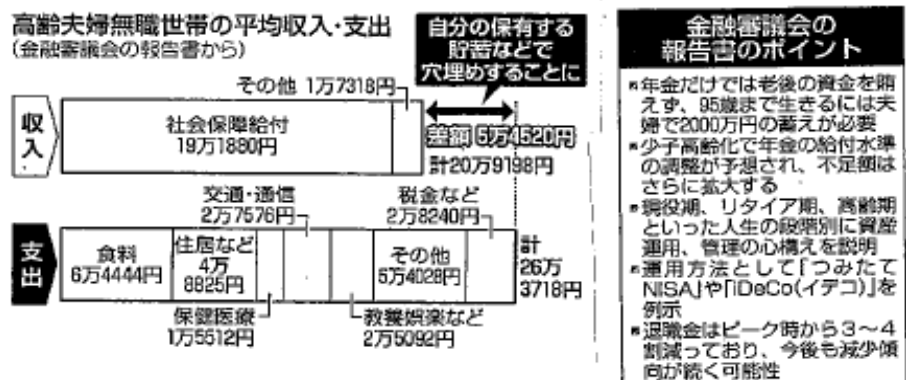 高齢夫婦無職世帯の平均収入・支出
(金融審議会の報告書から)
自分の保有する
貯蓄などで
穴埋めすることに
その他 1万7318円
収入
社会保障給付
19万1880円
差額 5万4520円
計20万9198円
交通・通信
2万7576円
税金など
2万8240円
支出
食料
6万4444円
住居など
4万
8825円
その他
5万4028円
計
26万
3718円
保健医療
1万5512円
教養娯楽など
2万5092円
金融審議会の
報告書のポイント
■年金だけでは老後の資金を賄
えず、95歳まで生きるには夫
婦で2000万円の蓄えが必要
■少子高齢化で年金の給付水準
の調整が予想され、不足額は
さらに拡大する
■現役期、リタイア期、高齢期
といった人生の段階別に資産
運用、管理の心構えを説明
■運用方法として「つみたて
NISA」や「iDeCo(イデコ)」を
例示
■退職金はピーク時から3〜4
割減っており、今後も減少傾
向が続く可能性